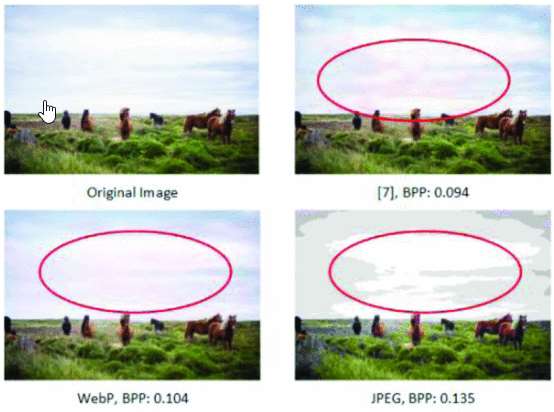 Original Image
[7], BPP: 0.094
WebP, BPP: 0.104
JPEG, BPP: 0.135